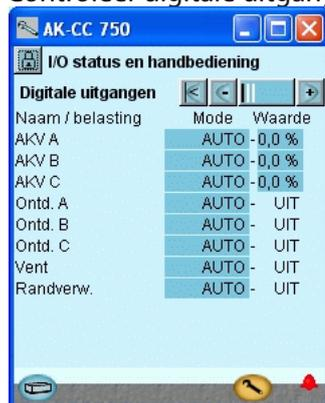 Controleer digitale uitgan
AK-CC 750
I/O status en handbediening
Digitale uitgangen
Naam / belasting Mode Waarde
AKV A AUTO - 0,0 %
AKV B AUTO - 0,0 %
AKV C AUTO - 0,0 %
Ontd. A AUTO - UIT
Ontd. B AUTO - UIT
Ontd. C AUTO - UIT
Vent AUTO - UIT
Randverw. AUTO - UIT